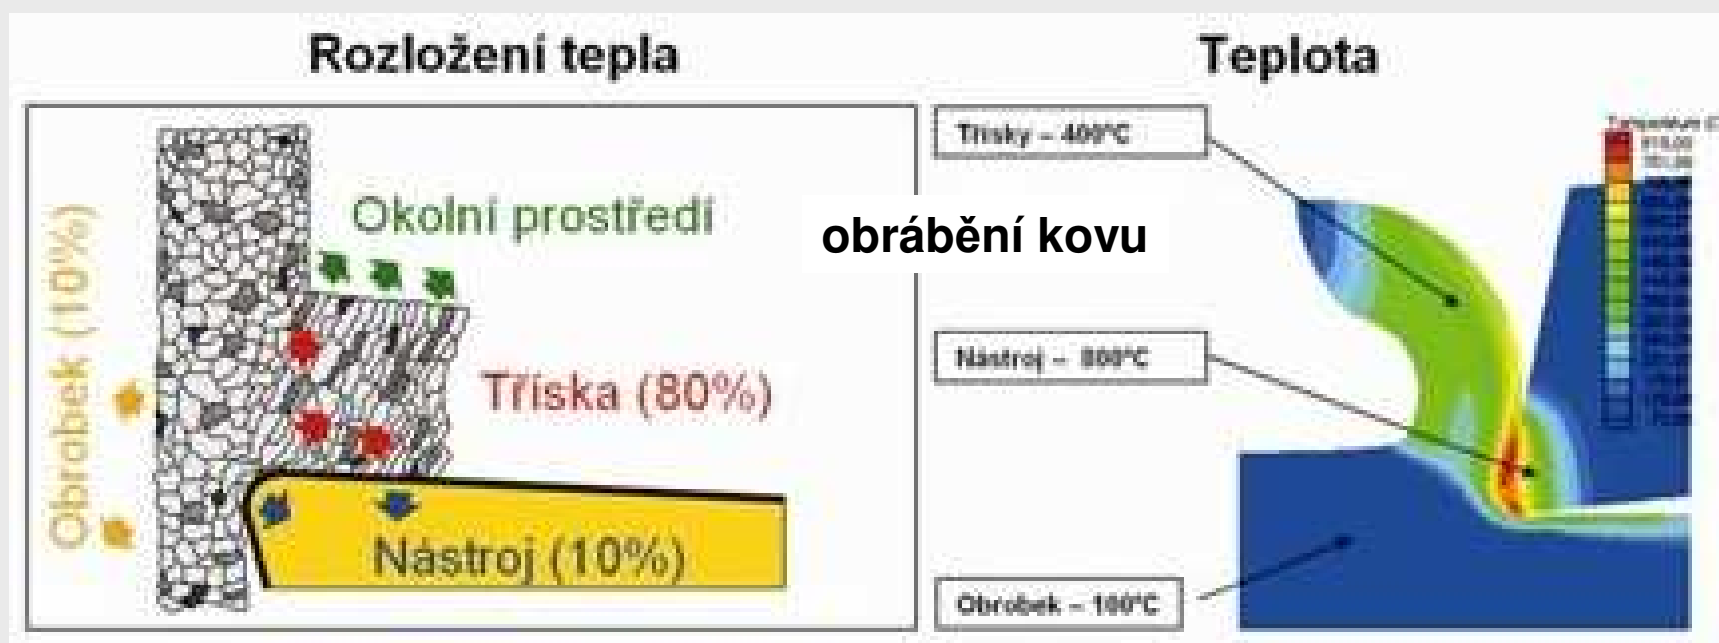 Rozložení tepla
Teplota
Obrobek (10%)
Okolní prostředí
Tříska (80%)
Nástroj (10%)
obrábění kovu
Třísky – 400°C
Nástroj – 800°C
Obrobek – 100°C